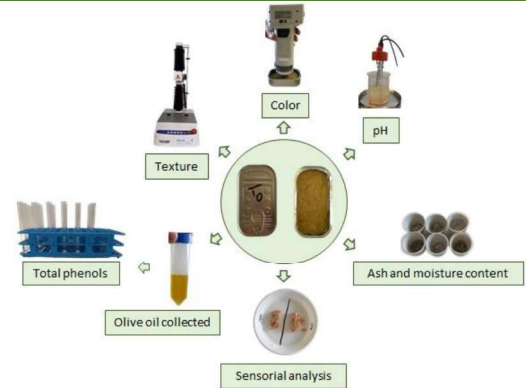 Color
pH
Texture
T0
Total phenols
Ash and moisture content
Olive oil collected
Sensorial analysis